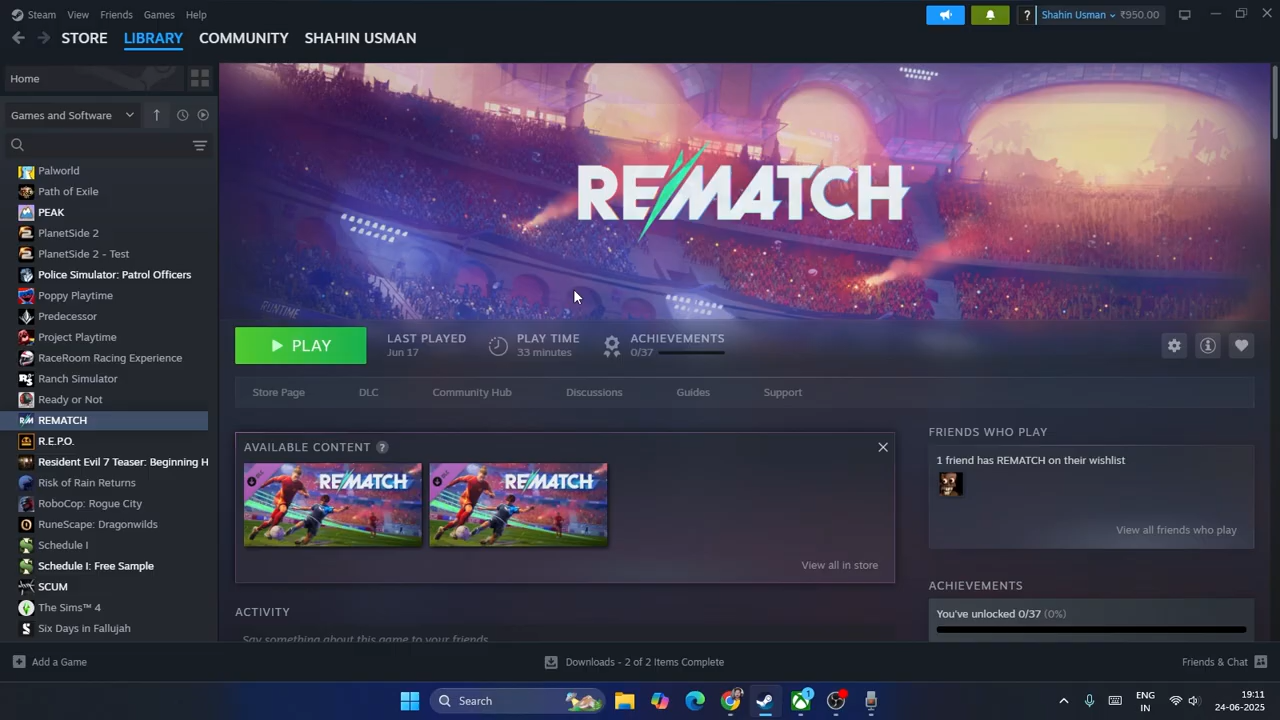 Steam View Friends Games Help
? Shahin Usman ₹950.00
STORE LIBRARY COMMUNITY SHAHIN USMAN
Home
Games and Software
Palworld
Path of Exile
PEAK
PlanetSide 2
PlanetSide 2 - Test
Police Simulator: Patrol Officers
Poppy Playtime
Predecessor
Project Playtime
RaceRoom Racing Experience
Ranch Simulator
Ready or Not
REMATCH
R.E.P.O.
Resident Evil 7 Teaser: Beginning H
Risk of Rain Returns
RoboCop: Rogue City
RuneScape: Dragonwilds
Schedule I
Schedule I: Free Sample
SCUM
The Sims™ 4
Six Days in Fallujah
Add a Game
REMATCH
RUNTIME
PLAY
LAST PLAYED
Jun 17
PLAY TIME
33 minutes
ACHIEVEMENTS
0/37
Store Page DLC Community Hub Discussions Guides Support
AVAILABLE CONTENT ?
REMATCH REMATCH
View all in store
ACTIVITY
Say something about this game to your friends
FRIENDS WHO PLAY
1 friend has REMATCH on their wishlist
View all friends who play
ACHIEVEMENTS
You've unlocked 0/37 (0%)
Downloads - 2 of 2 Items Complete
Friends & Chat
Search
1
ENG
IN
19:11
24-06-2025